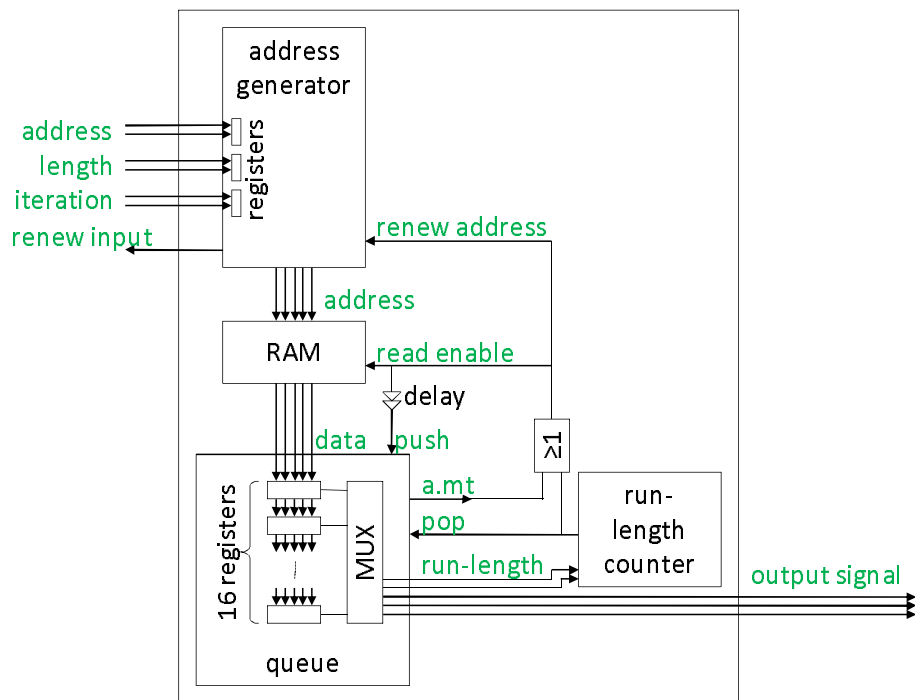 address
generator
registers
address
length
iteration
renew input
renew address
address
RAM
read enable
delay
data
push
≥1
a.mt
pop
run-
length
counter
16 registers
MUX
run-length
output signal
queue